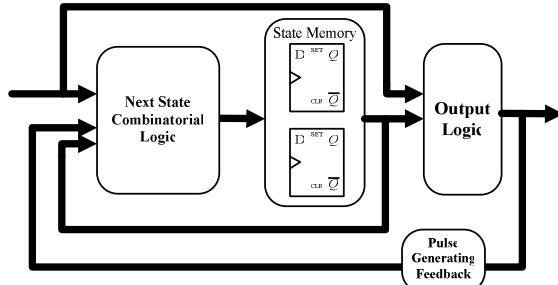 State Memory
D SET Q
CLR Q
Next State
Combinatorial
Logic
D SET Q
CLR Q
Output
Logic
Pulse
Generating
Feedback